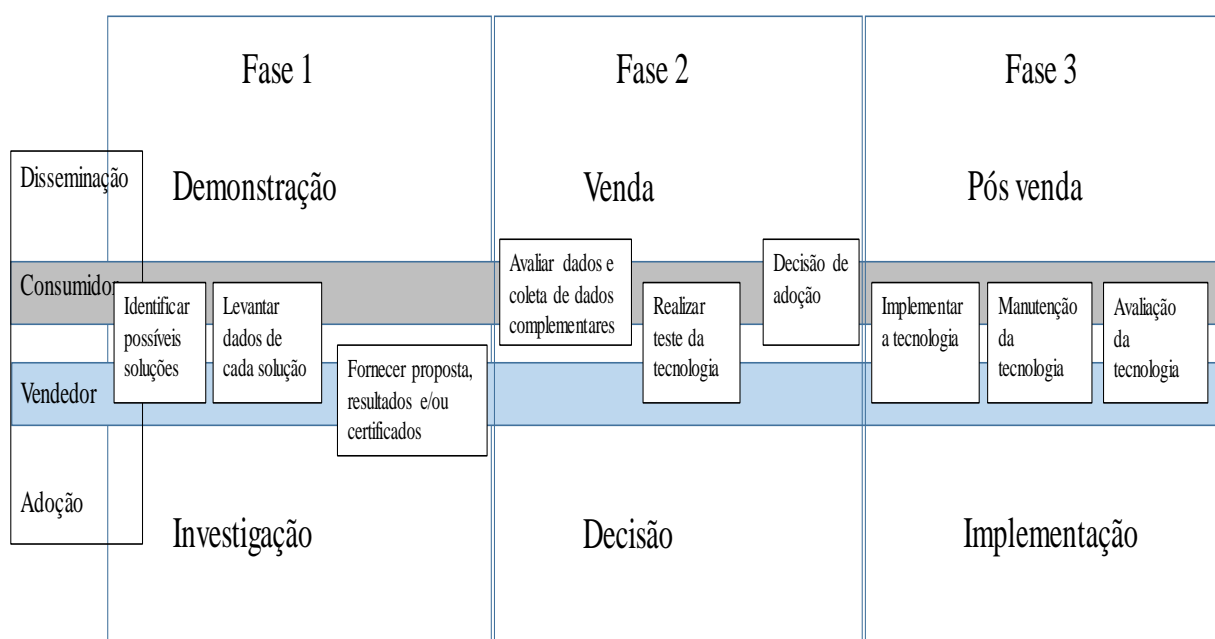 Fase 1
Fase 2
Fase 3
Disseminação
Demonstração
Venda
Pós venda
Consumidor
Identificar
possíveis
soluções
Levantar
dados de
cada solução
Fornecer proposta,
resultados e/ou
certificados
Avaliar dados e
coleta de dados
complementares
Realizar
teste da
tecnologia
Decisão de
adoção
Implementar
a tecnologia
Manutenção
da
tecnologia
Avaliação
da
tecnologia
Vendedor
Adoção
Investigação
Decisão
Implementação